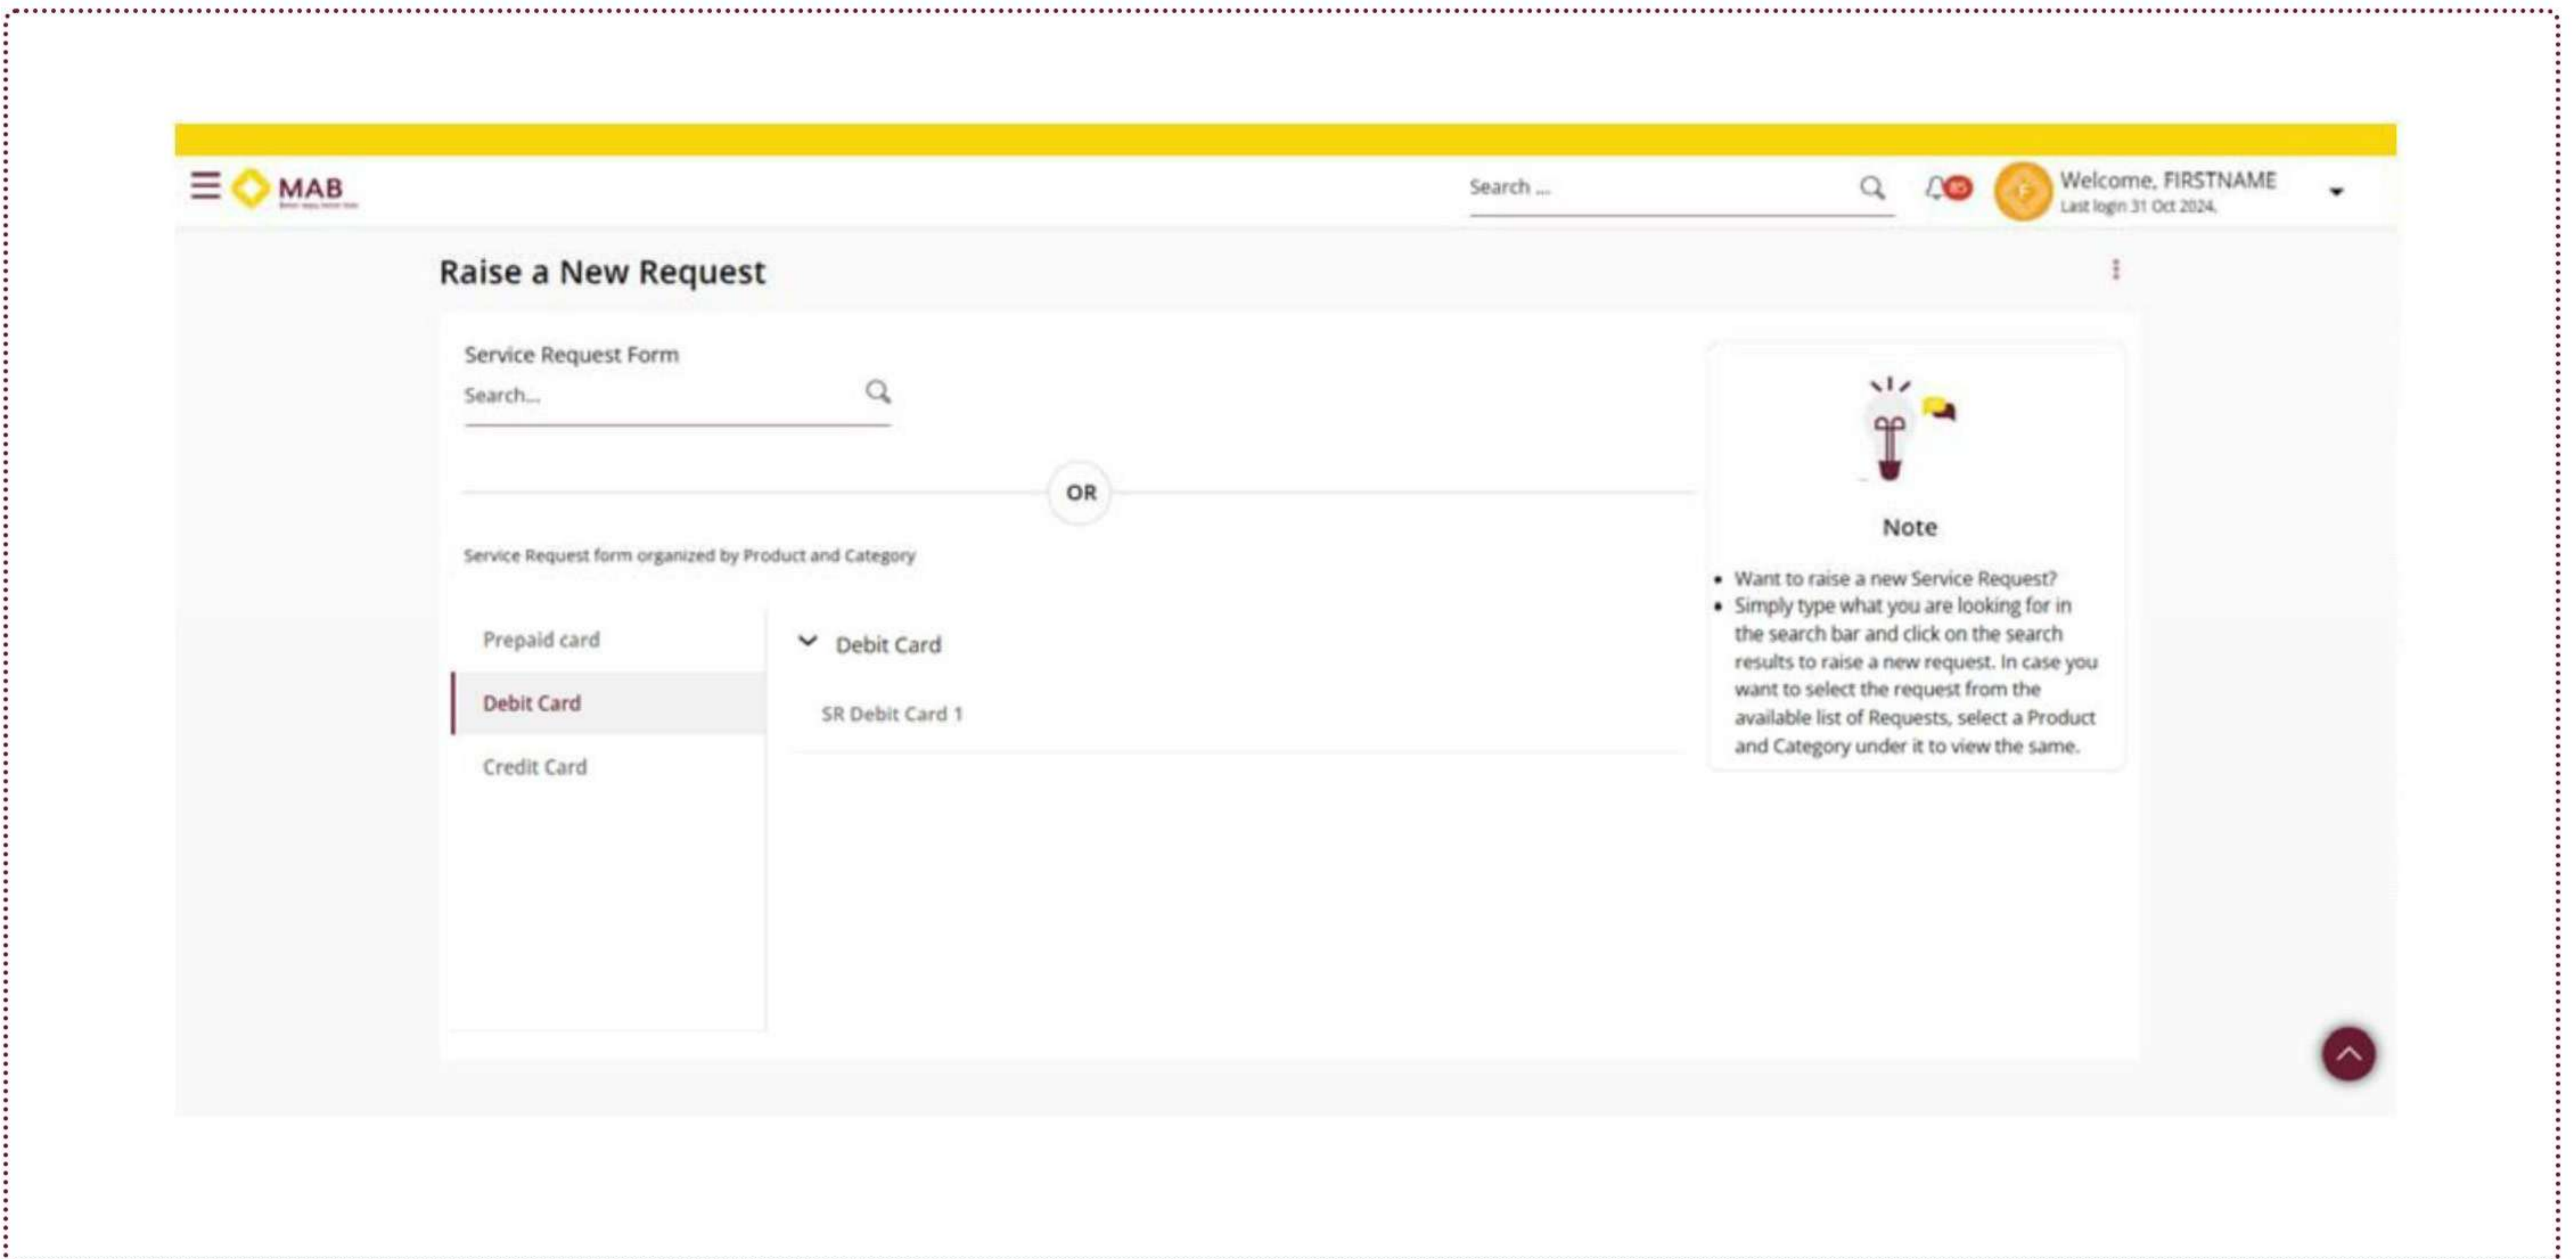 MAB
Search ...
Welcome, FIRSTNAME
Last login 31 Oct 2024,
Raise a New Request
Service Request Form
Search...
OR
Service Request form organized by Product and Category
Prepaid card
Debit Card
Credit Card
Debit Card
SR Debit Card 1
Note
• Want to raise a new Service Request?
• Simply type what you are looking for in
the search bar and click on the search
results to raise a new request. In case you
want to select the request from the
available list of Requests, select a Product
and Category under it to view the same.